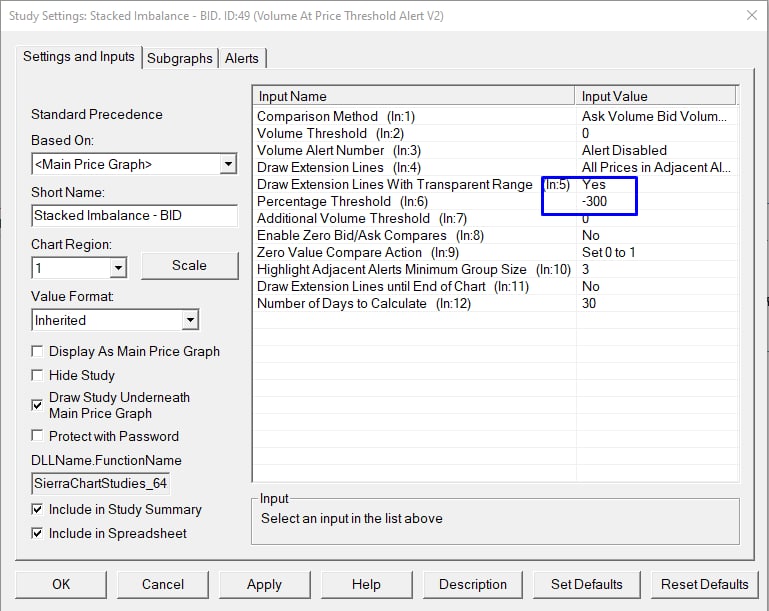 Study Settings: Stacked Imbalance - BID. ID:49 (Volume At Price Threshold Alert V2)
Settings and Inputs Subgraphs Alerts
Standard Precedence
Based On:
<Main Price Graph>
Short Name:
Stacked Imbalance - BID
Chart Region:
1 Scale
Value Format:
Inherited
Display As Main Price Graph
Hide Study
Draw Study Underneath
Main Price Graph
Protect with Password
DLLName.FunctionName
SierraChartStudies_64
Include in Study Summary
Include in Spreadsheet
Input Name Input Value
Comparison Method (In:1) Ask Volume Bid Volum...
Volume Threshold (In:2) 0
Volume Alert Number (In:3) Alert Disabled
Draw Extension Lines (In:4) All Prices in Adjacent Al...
Draw Extension Lines With Transparent Range (In:5) Yes
Percentage Threshold (In:6) -300
Additional Volume Threshold (In:7) 0
Enable Zero Bid/Ask Compares (In:8) No
Zero Value Compare Action (In:9) Set 0 to 1
Highlight Adjacent Alerts Minimum Group Size (In:10) 3
Draw Extension Lines until End of Chart (In:11) No
Number of Days to Calculate (In:12) 30
Input
Select an input in the list above
OK Cancel Apply Help Description Set Defaults Reset Defaults